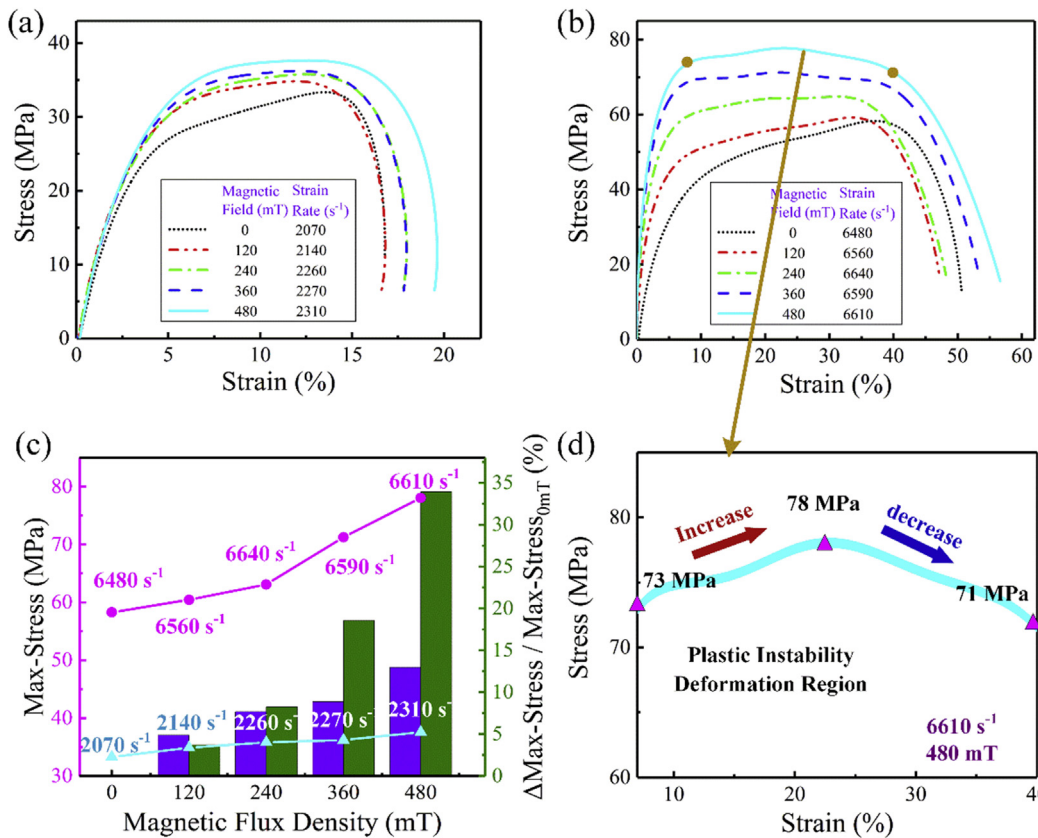 (a)
40
30
20
10
0
Stress (MPa)
Magnetic Strain
Field (mT) Rate (s⁻¹)
0 2070
120 2140
240 2260
360 2270
480 2310
0 5 10 15 20
Strain (%)
(b)
80
60
40
20
0
Stress (MPa)
Magnetic Strain
Field (mT) Rate (s⁻¹)
0 6480
120 6560
240 6640
360 6590
480 6610
0 10 20 30 40 50 60
Strain (%)
(c)
80
70
60
50
40
30
Max-Stress (MPa)
6480 s⁻¹
6560 s⁻¹
6640 s⁻¹
6590 s⁻¹
6610 s⁻¹
2070 s⁻¹
2140 s⁻¹
2260 s⁻¹
2270 s⁻¹
2310 s⁻¹
35
30
25
20
15
10
5
0
ΔMax-Stress / Max-Stress0mT (%)
0 120 240 360 480
Magnetic Flux Density (mT)
(d)
80
72
60
Stress (MPa)
Increase
78 MPa
decrease
73 MPa
71 MPa
Plastic Instability
Deformation Region
6610 s⁻¹
480 mT
10 20 30 40
Strain (%)